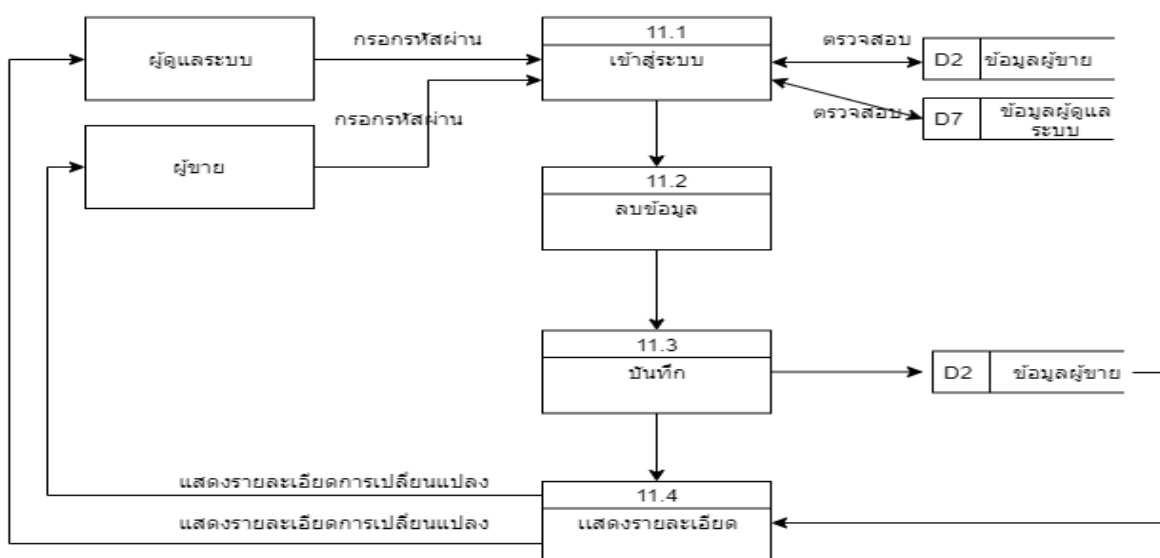 11.1
กรอกรหัสผ่าน
ตรวจสอบ
ผู้ดูแลระบบ
เข้าสู่ระบบ
D2 ข้อมูลผู้ขาย
กรอกรหัสผ่าน
ตรวจสอบ
D7 ข้อมูลผู้ดูแล
ระบบ
ผู้ขาย
11.2
ลบข้อมูล
11.3
บันทึก
D2 ข้อมูลผู้ขาย
แสดงรายละเอียดการเปลี่ยนแปลง
11.4
แสดงรายละเอียดการเปลี่ยนแปลง
แสดงรายละเอียด